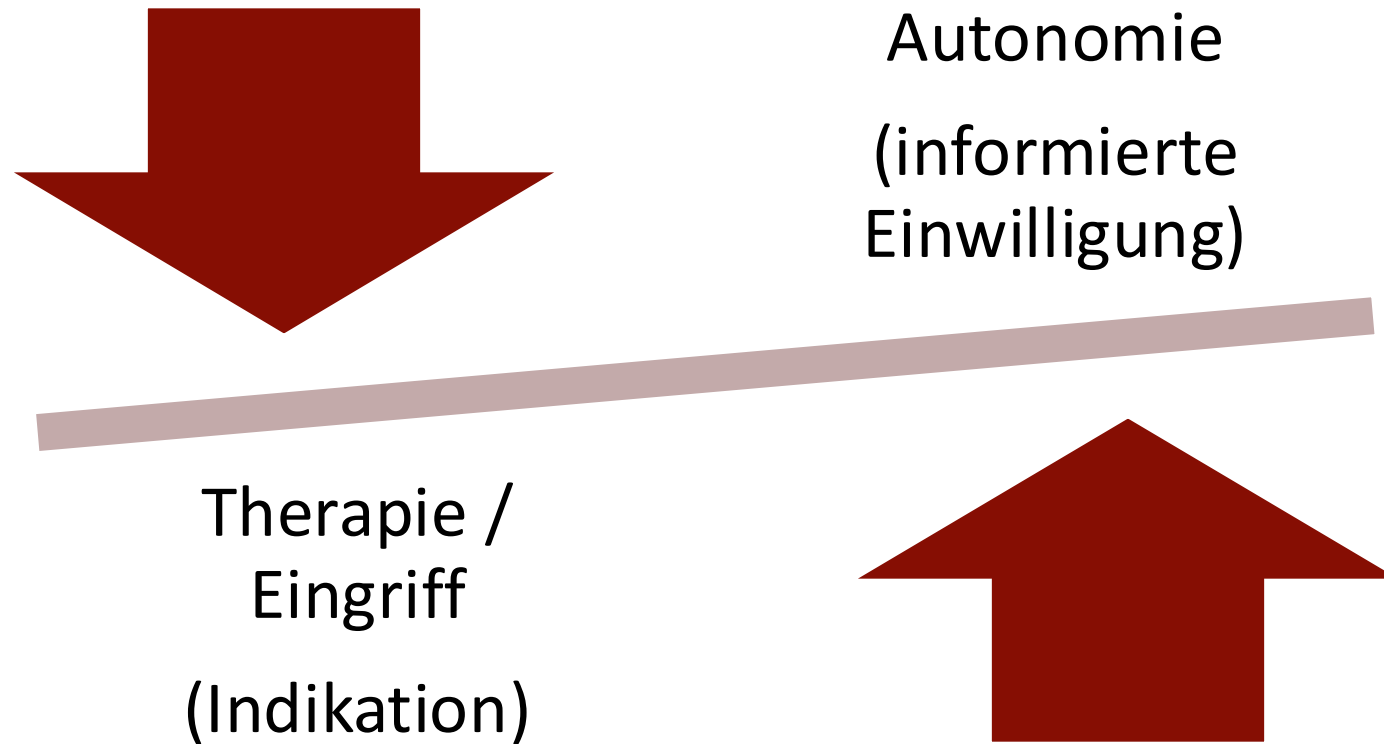 Autonomie
(informierte
Einwilligung)
Therapie /
Eingriff
(Indikation)